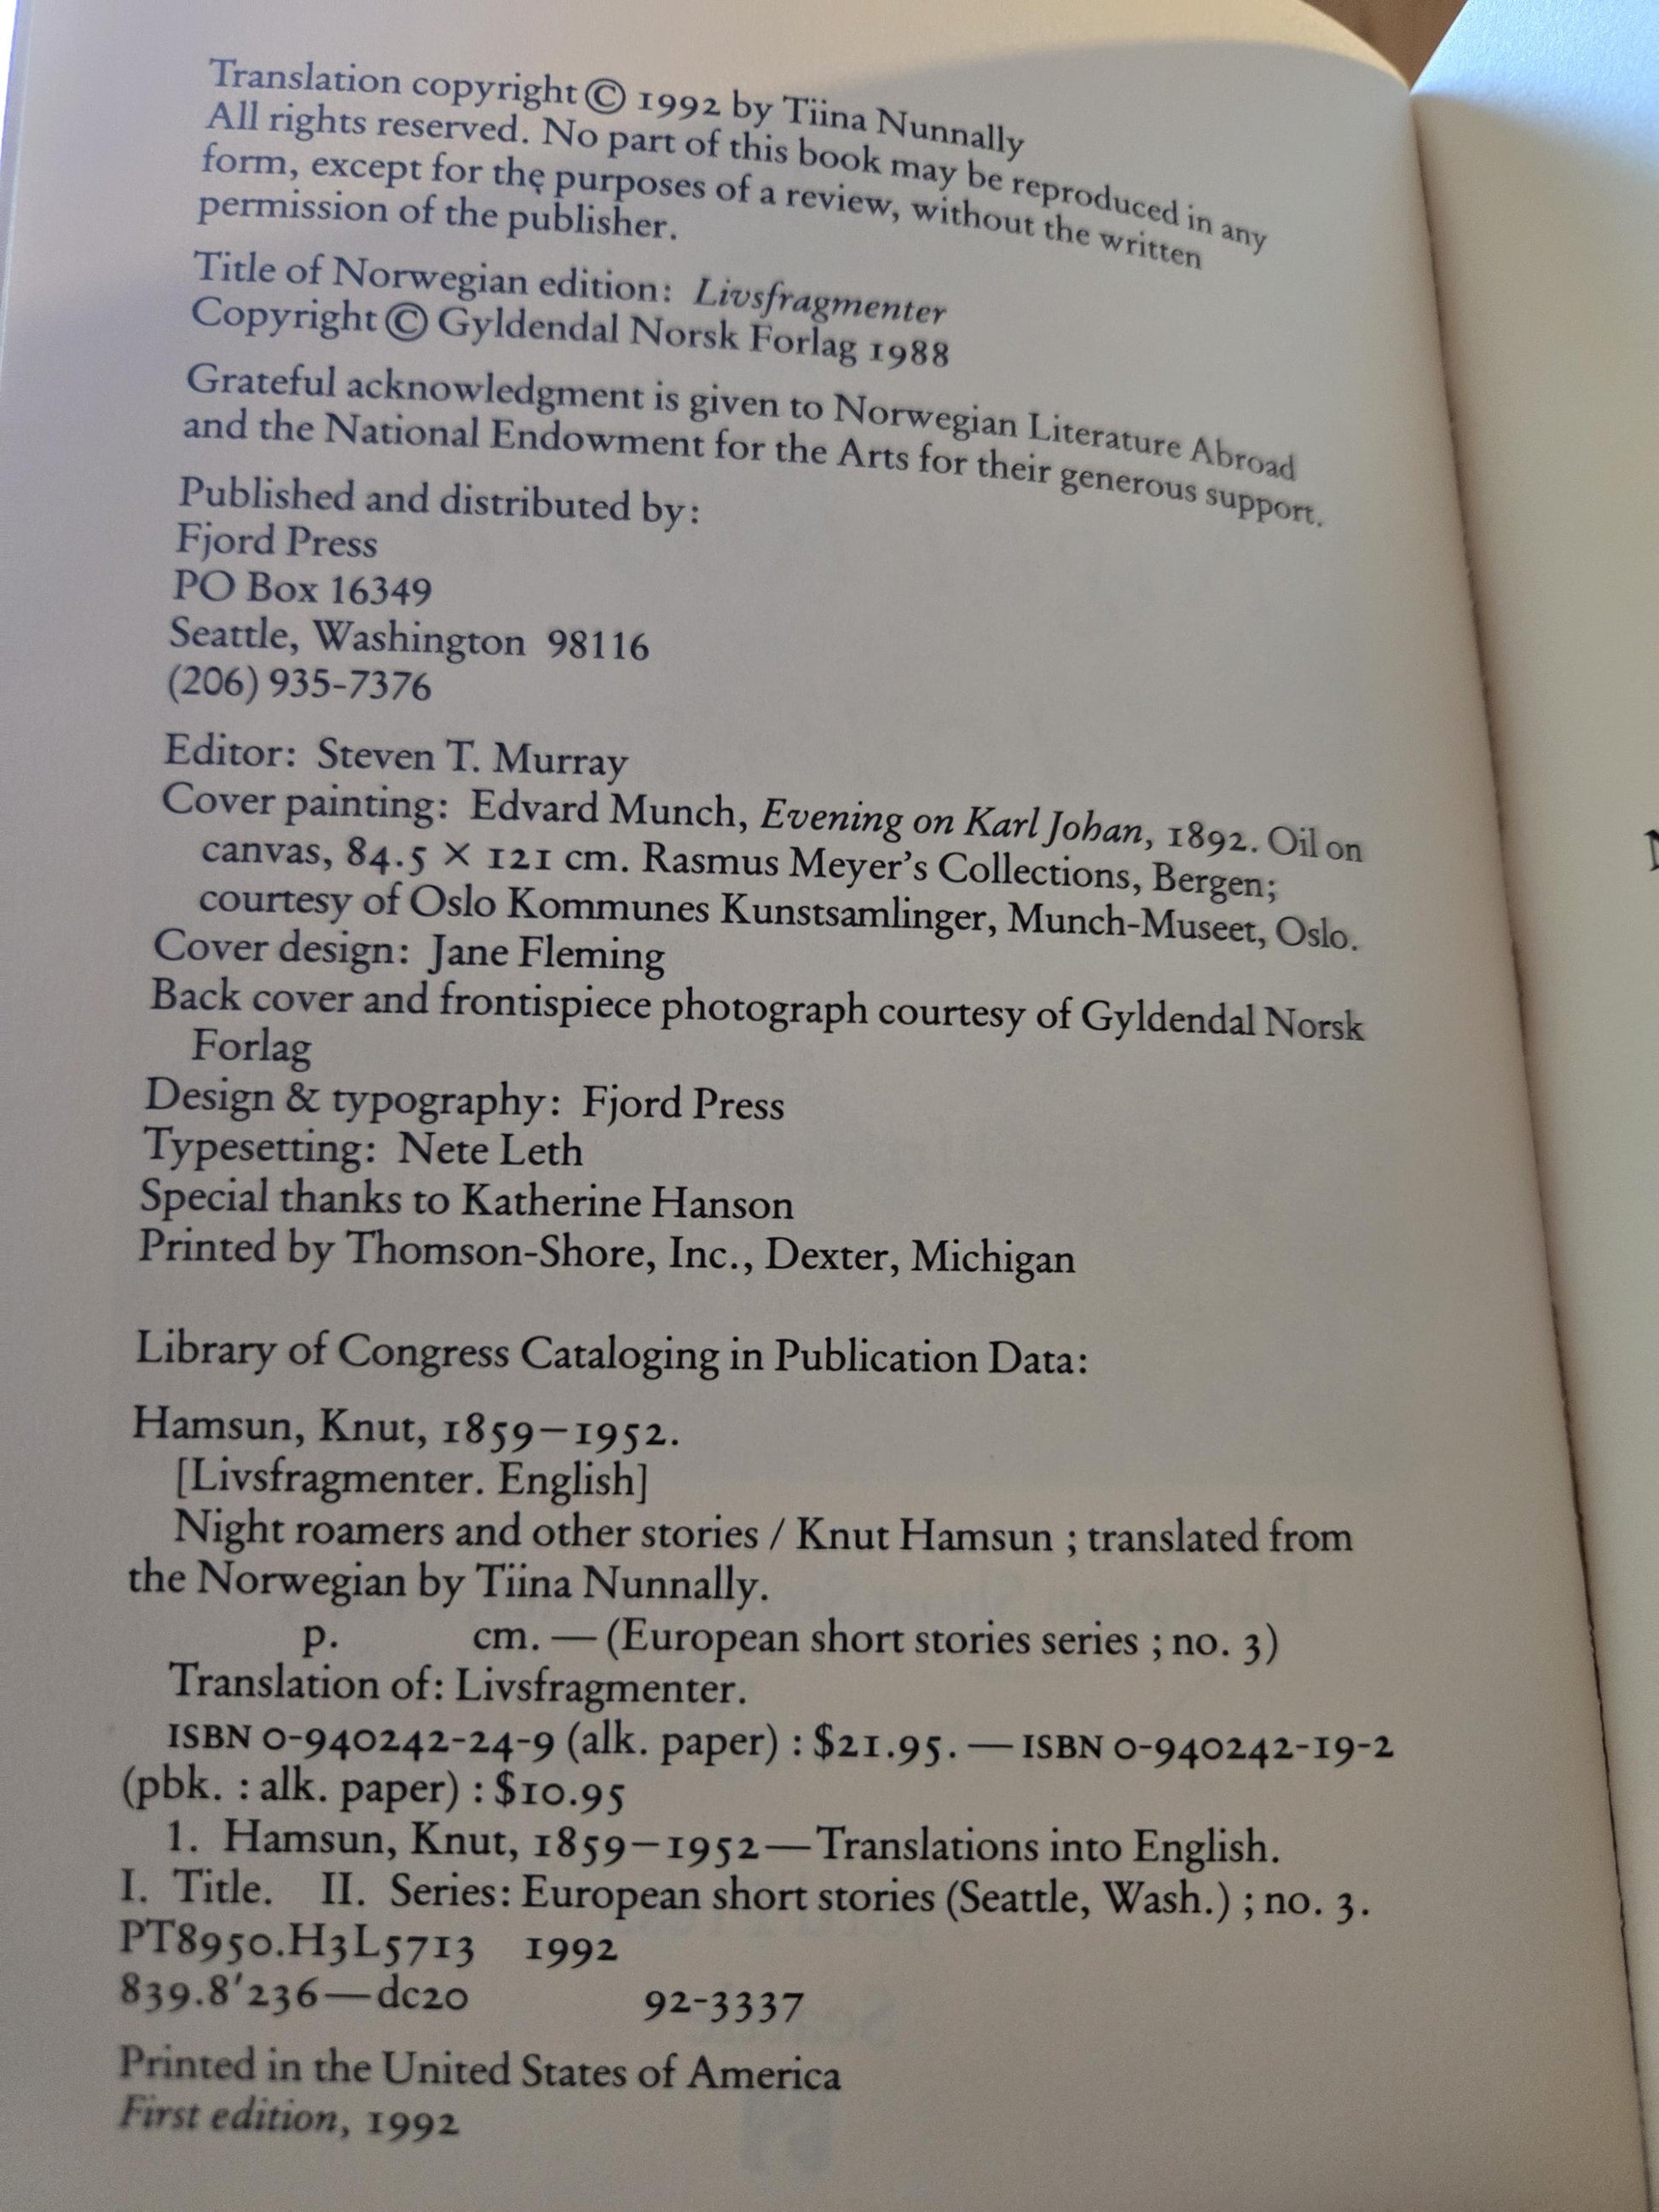 Translation copyright © 1992 by Tiina Nunnally
All rights reserved. No part of this book may be reproduced in any
form, except for the purposes of a review, without the written
permission of the publisher.
Title of Norwegian edition: Livsfragmenter
Copyright © Gyldendal Norsk Forlag 1988
Grateful acknowledgment is given to Norwegian Literature Abroad
and the National Endowment for the Arts for their generous support.
Published and distributed by:
Fjord Press
PO Box 16349
Seattle, Washington 98116
(206) 935-7376
Editor: Steven T. Murray
Cover painting: Edvard Munch, Evening on Karl Johan, 1892. Oil on
canvas, 84.5 × 121 cm. Rasmus Meyer's Collections, Bergen;
courtesy of Oslo Kommunes Kunstsamlinger, Munch-Museet, Oslo.
Cover design: Jane Fleming
Back cover and frontispiece photograph courtesy of Gyldendal Norsk
Forlag
Design & typography: Fjord Press
Typesetting: Nete Leth
Special thanks to Katherine Hanson
Printed by Thomson-Shore, Inc., Dexter, Michigan
Library of Congress Cataloging in Publication Data:
Hamsun, Knut, 1859–1952.
[Livsfragmenter. English]
Night roamers and other stories / Knut Hamsun ; translated from
the Norwegian by Tiina Nunnally.
p. cm. — (European short stories series ; no. 3)
Translation of: Livsfragmenter.
ISBN 0-940242-24-9 (alk. paper) : $21.95. — ISBN 0-940242-19-2
(pbk. : alk. paper) : $10.95
1. Hamsun, Knut, 1859–1952—Translations into English.
I. Title. II. Series: European short stories (Seattle, Wash.) ; no. 3.
PT8950.H3L5713 1992
839.8'236—dc20 92-3337
Printed in the United States of America
First edition, 1992